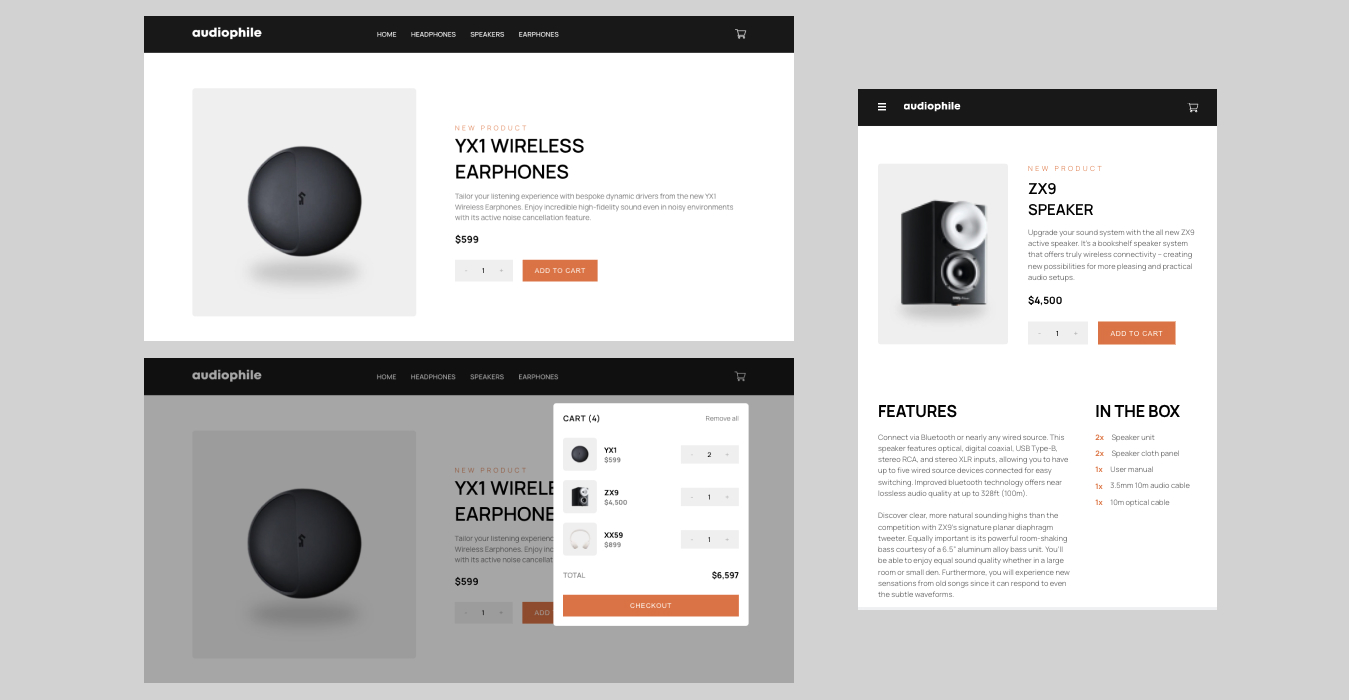 audiophile
HOME HEADPHONES SPEAKERS EARPHONES
NEW PRODUCT
YX1 WIRELESS
EARPHONES
Tailor your listening experience with bespoke dynamic drivers from the new YX1
Wireless Earphones. Enjoy incredible high-fidelity sound even in noisy environments
with its active noise cancellation feature.
$599
- 1 + ADD TO CART
audiophile
HOME HEADPHONES SPEAKERS EARPHONES
NEW PRODUCT
YX1 WIRELE
EARPHONE
Tailor your listening experienc
Wireless Earphones. Enjoy inc
with its active noise cancellat
$599
- 1 + ADD
CART (4) Remove all
YX1
$599
- 2 +
ZX9
$4,500
- 1 +
XX59
$899
- 1 +
TOTAL $6,597
CHECKOUT
audiophile
NEW PRODUCT
ZX9
SPEAKER
Upgrade your sound system with the all new ZX9
active speaker. It's a bookshelf speaker system
that offers truly wireless connectivity – creating
new possibilities for more pleasing and practical
audio setups.
$4,500
- 1 + ADD TO CART
FEATURES
Connect via Bluetooth or nearly any wired source. This
speaker features optical, digital coaxial, USB Type-B,
stereo RCA, and stereo XLR inputs, allowing you to have
up to five wired source devices connected for easy
switching. Improved bluetooth technology offers near
lossless audio quality at up to 328ft (100m).
Discover clear, more natural sounding highs than the
competition with ZX9's signature planar diaphragm
tweeter. Equally important is its powerful room-shaking
bass courtesy of a 6.5" aluminum alloy bass unit. You'll
be able to enjoy equal sound quality whether in a large
room or small den. Furthermore, you will experience new
sensations from old songs since it can respond to even
the subtle waveforms.
IN THE BOX
2x Speaker unit
2x Speaker cloth panel
1x User manual
1x 3.5mm 10m audio cable
1x 10m optical cable